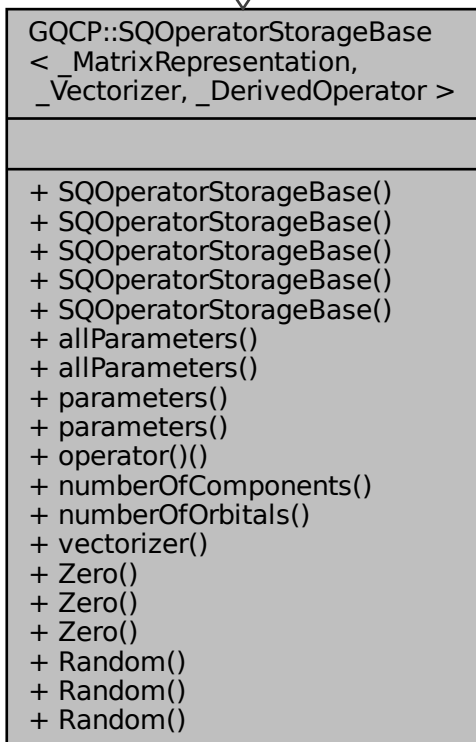 GQCP::SQOperatorStorageBase
< _MatrixRepresentation,
_Vectorizer, _DerivedOperator >
+ SQOperatorStorageBase()
+ SQOperatorStorageBase()
+ SQOperatorStorageBase()
+ SQOperatorStorageBase()
+ SQOperatorStorageBase()
+ allParameters()
+ allParameters()
+ parameters()
+ parameters()
+ operator()()
+ numberOfComponents()
+ numberOfOrbitals()
+ vectorizer()
+ Zero()
+ Zero()
+ Zero()
+ Random()
+ Random()
+ Random()